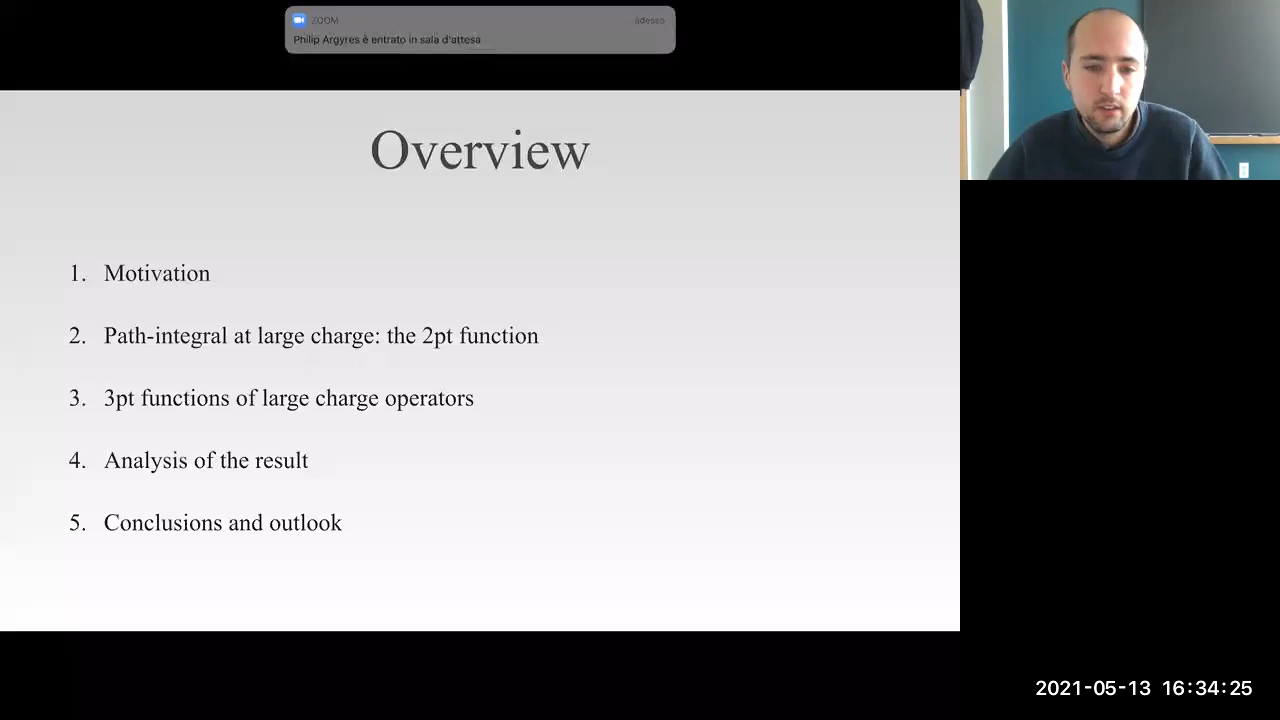 ZOOM adesso
Philip Argyres è entrato in sala d'attesa
Overview
1. Motivation
2. Path-integral at large charge: the 2pt function
3. 3pt functions of large charge operators
4. Analysis of the result
5. Conclusions and outlook
2021-05-13 16:34:25